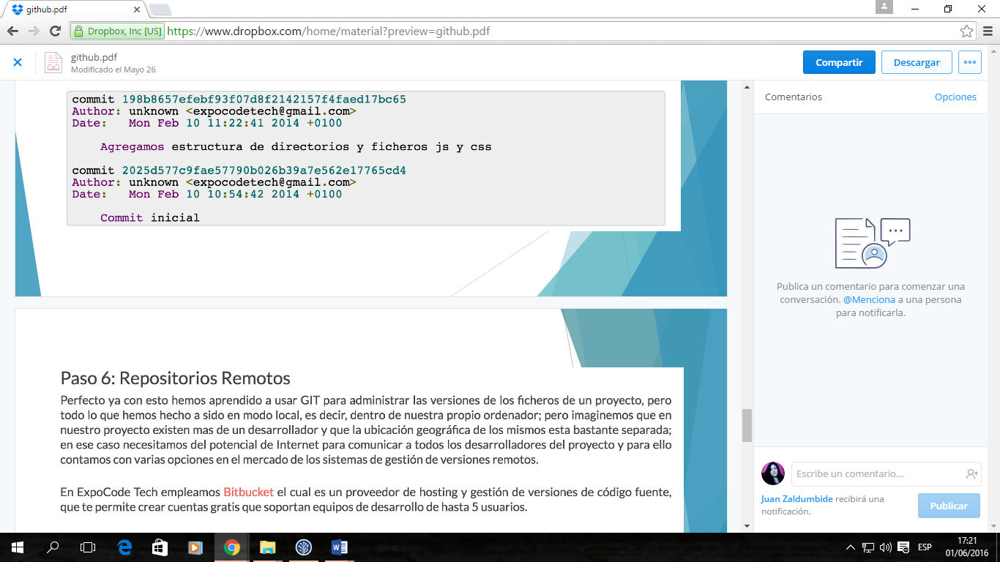 github.pdf
Dropbox, Inc [US] https://www.dropbox.com/home/material?preview=github.pdf
github.pdf
Modificado el Mayo 26
Compartir
Descargar
commit 198b8657efebf93f07d8f2142157f4faed17bc65
Author: unknown <expocodetech@gmail.com>
Date: Mon Feb 10 11:22:41 2014 +0100
Agregamos estructura de directorios y ficheros js y css
commit 2025d577c9fae57790b026b39a7e562e17765cd4
Author: unknown <expocodetech@gmail.com>
Date: Mon Feb 10 10:54:42 2014 +0100
Commit inicial
Paso 6: Repositorios Remotos
Perfecto ya con esto hemos aprendido a usar GIT para administrar las versiones de los ficheros de un proyecto, pero
todo lo que hemos hecho a sido en modo local, es decir, dentro de nuestra propio ordenador; pero imaginemos que en
nuestro proyecto existen mas de un desarrollador y que la ubicación geográfica de los mismos esta bastante separada;
en ese caso necesitamos del potencial de Internet para comunicar a todos los desarrolladores del proyecto y para ello
contamos con varias opciones en el mercado de los sistemas de gestión de versiones remotos.
En ExpoCode Tech empleamos Bitbucket el cual es un proveedor de hosting y gestión de versiones de código fuente,
que te permite crear cuentas gratis que soportan equipos de desarrollo de hasta 5 usuarios.
Comentarios
Opciones
Publica un comentario para comenzar una
conversación. @Menciona a una persona
para notificarla.
Escribe un comentario...
Juan Zaldumbide recibirá una
notificación.
Publicar
ESP
17:21
01/06/2016